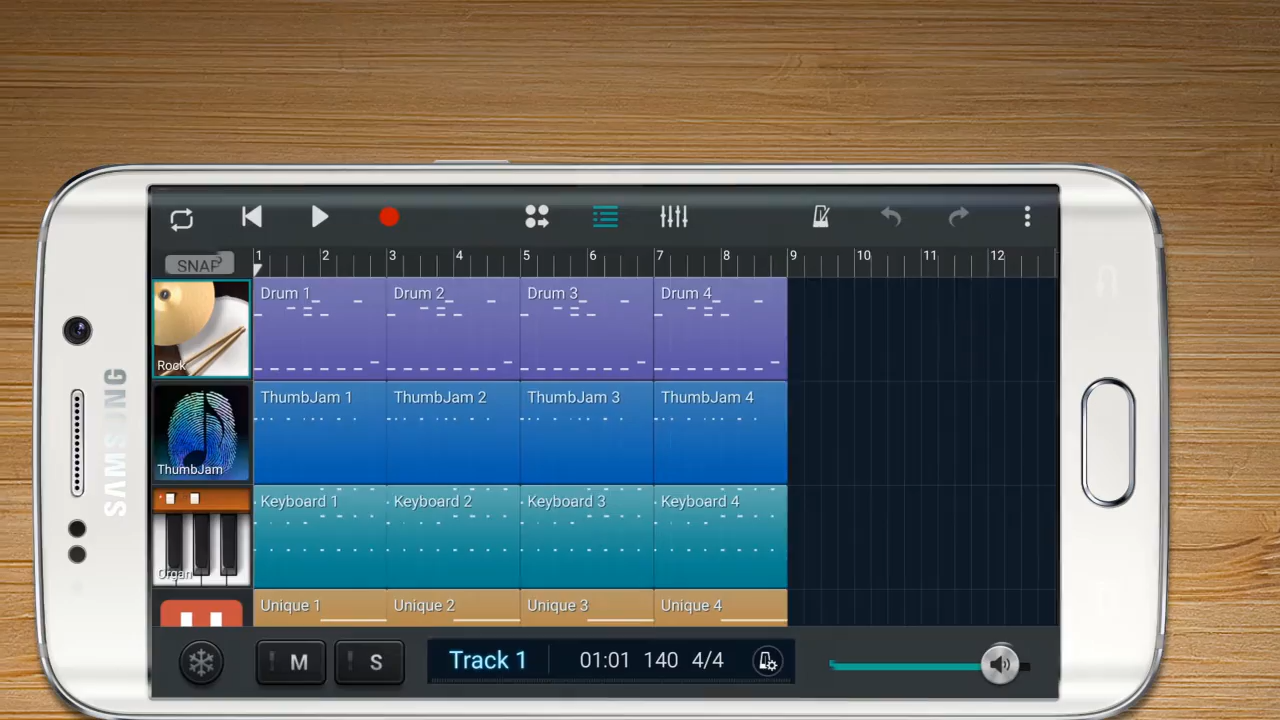 SNAP
1 2 3 4 5 6 7 8 9 10 11 12
Rock
Drum 1 Drum 2 Drum 3 Drum 4
ThumbJam
ThumbJam 1 ThumbJam 2 ThumbJam 3 ThumbJam 4
Organ
Keyboard 1 Keyboard 2 Keyboard 3 Keyboard 4
Unique 1 Unique 2 Unique 3 Unique 4
M S Track 1 01:01 140 4/4
SAMSUNG